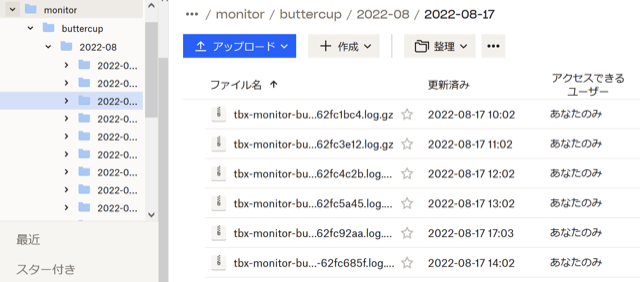 monitor
buttercup
2022-08
2022-0...
2022-0...
2022-0...
2022-0...
2022-0...
2022-0...
2022-0...
2022-0...
2022-0...
最近
スター付き
••• / monitor / buttercup / 2022-08 / 2022-08-17
アップロード 作成 整理 •••
ファイル名 ↑ 更新済み アクセスできるユーザー
tbx-monitor-bu...62fc1bc4.log.gz 2022-08-17 10:02 あなたのみ
tbx-monitor-bu...62fc3e12.log.gz 2022-08-17 11:02 あなたのみ
tbx-monitor-bu...62fc4c2b.log.... 2022-08-17 12:02 あなたのみ
tbx-monitor-bu...62fc5a45.log.... 2022-08-17 13:02 あなたのみ
tbx-monitor-bu...62fc92aa.log.... 2022-08-17 17:03 あなたのみ
tbx-monitor-bu...-62fc685f.log.... 2022-08-17 14:02 あなたのみ